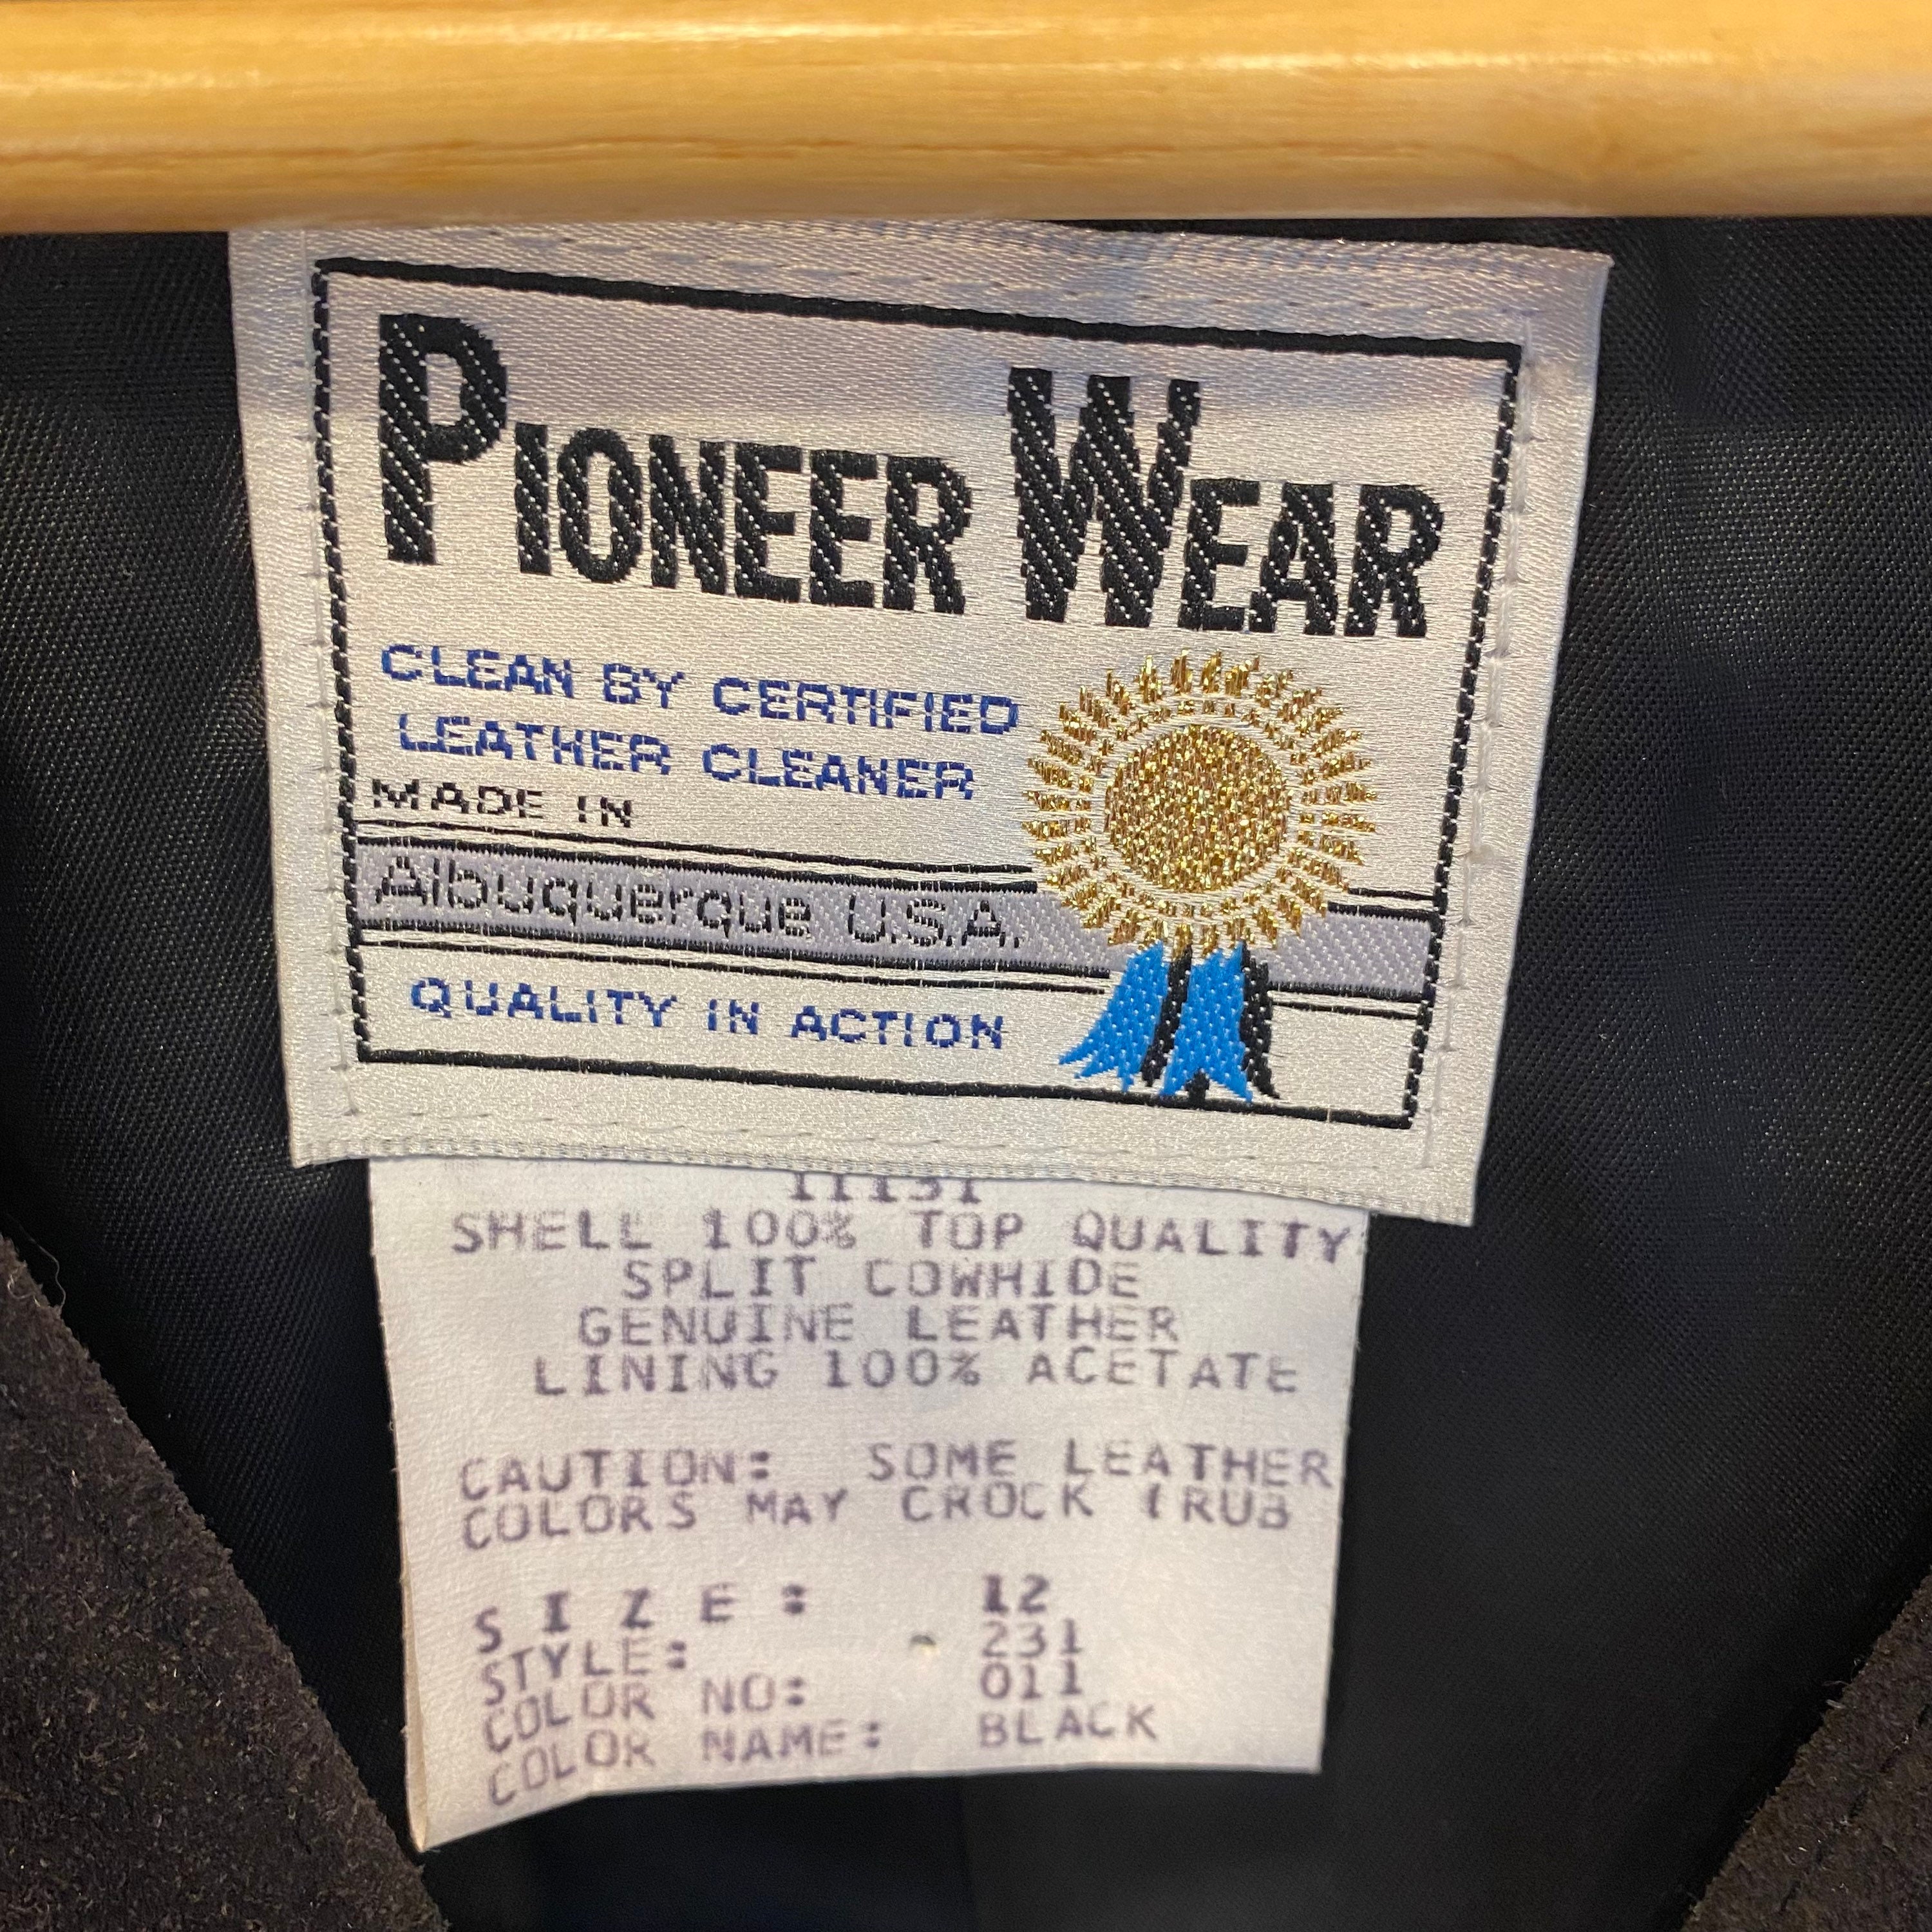 PIONEER WEAR
CLEAN BY CERTIFIED
LEATHER CLEANER
MADE IN
Albuquerque U.S.A.
QUALITY IN ACTION
SHELL 100% TOP QUALITY
SPLIT COWHIDE
GENUINE LEATHER
LINING 100% ACETATE
CAUTION: SOME LEATHER
COLORS MAY CROCK (RUB
SIZE: 12
STYLE: 231
COLOR NO: 011
COLOR NAME: BLACK